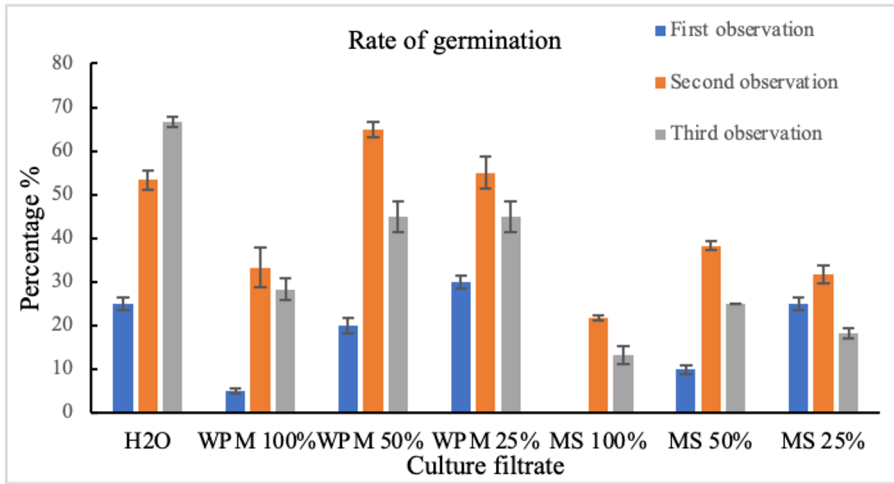 Rate of germination
First observation
Second observation
Third observation
Percentage %
80
70
60
50
40
30
20
10
0
H2O WPM 100% WPM 50% WPM 25% MS 100% MS 50% MS 25%
Culture filtrate